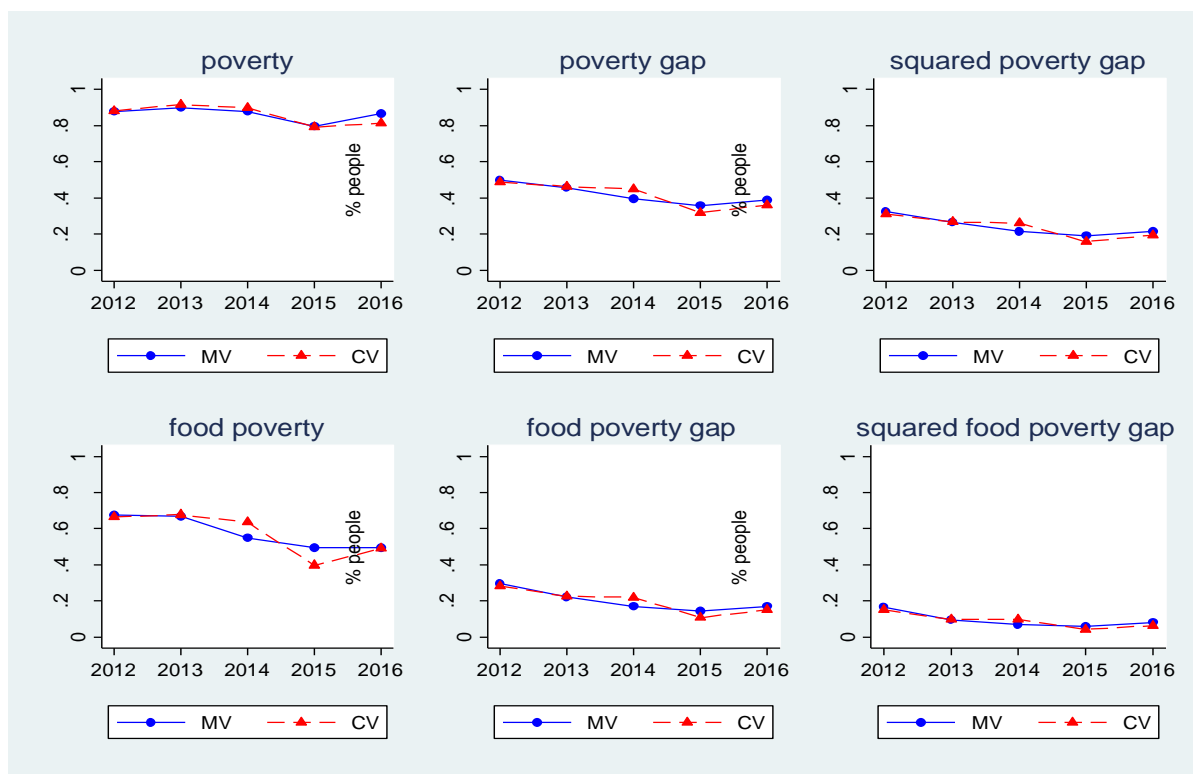 poverty
1
.8
.6
.4
.2
0
2012 2013 2014 2015 2016
MV CV
% people
poverty gap
1
.8
.6
.4
.2
0
2012 2013 2014 2015 2016
MV CV
% people
squared poverty gap
1
.8
.6
.4
.2
0
2012 2013 2014 2015 2016
MV CV
food poverty
1
.8
.6
.4
.2
0
2012 2013 2014 2015 2016
MV CV
% people
food poverty gap
1
.8
.6
.4
.2
0
2012 2013 2014 2015 2016
MV CV
% people
squared food poverty gap
1
.8
.6
.4
.2
0
2012 2013 2014 2015 2016
MV CV